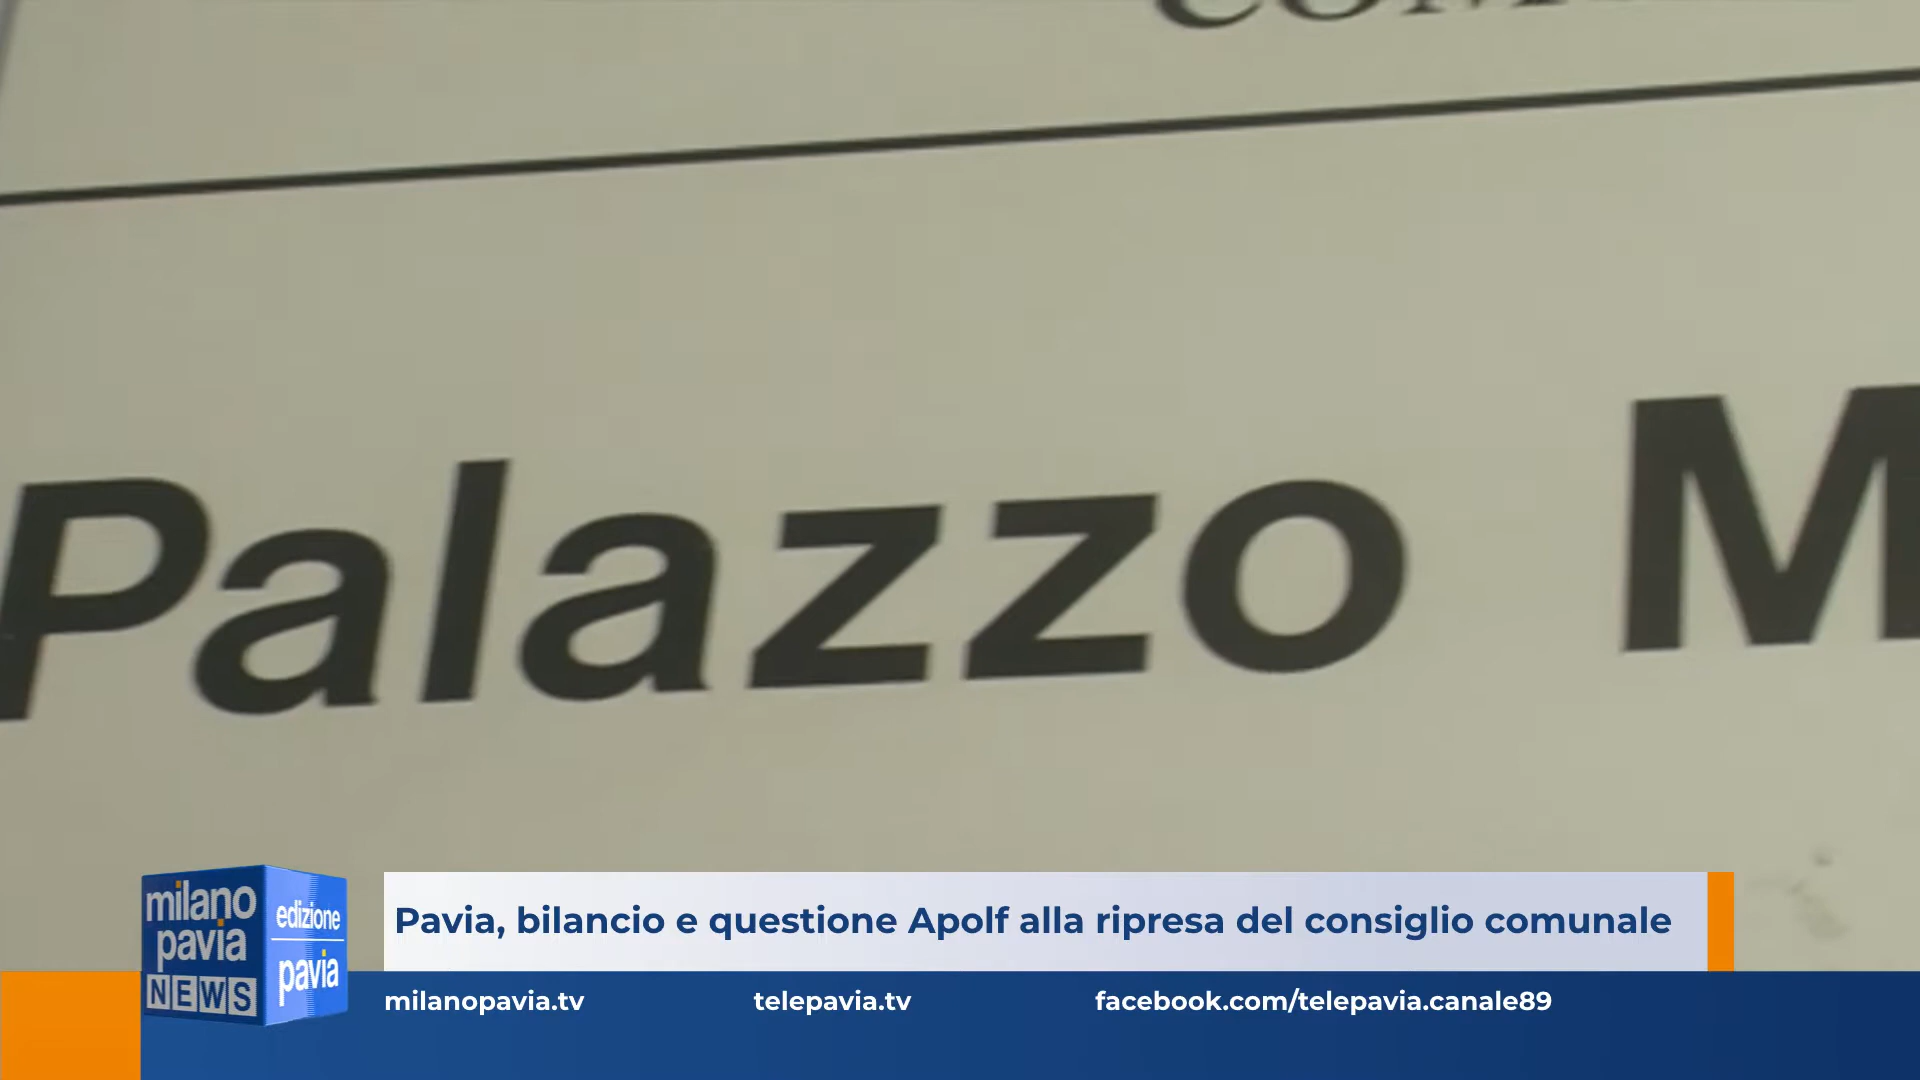 Palazzo M
Pavia, bilancio e questione Apolf alla ripresa del consiglio comunale
milano
pavia
NEWS
edizione
pavia
milanopavia.tv telepavia.tv facebook.com/telepavia.canale89